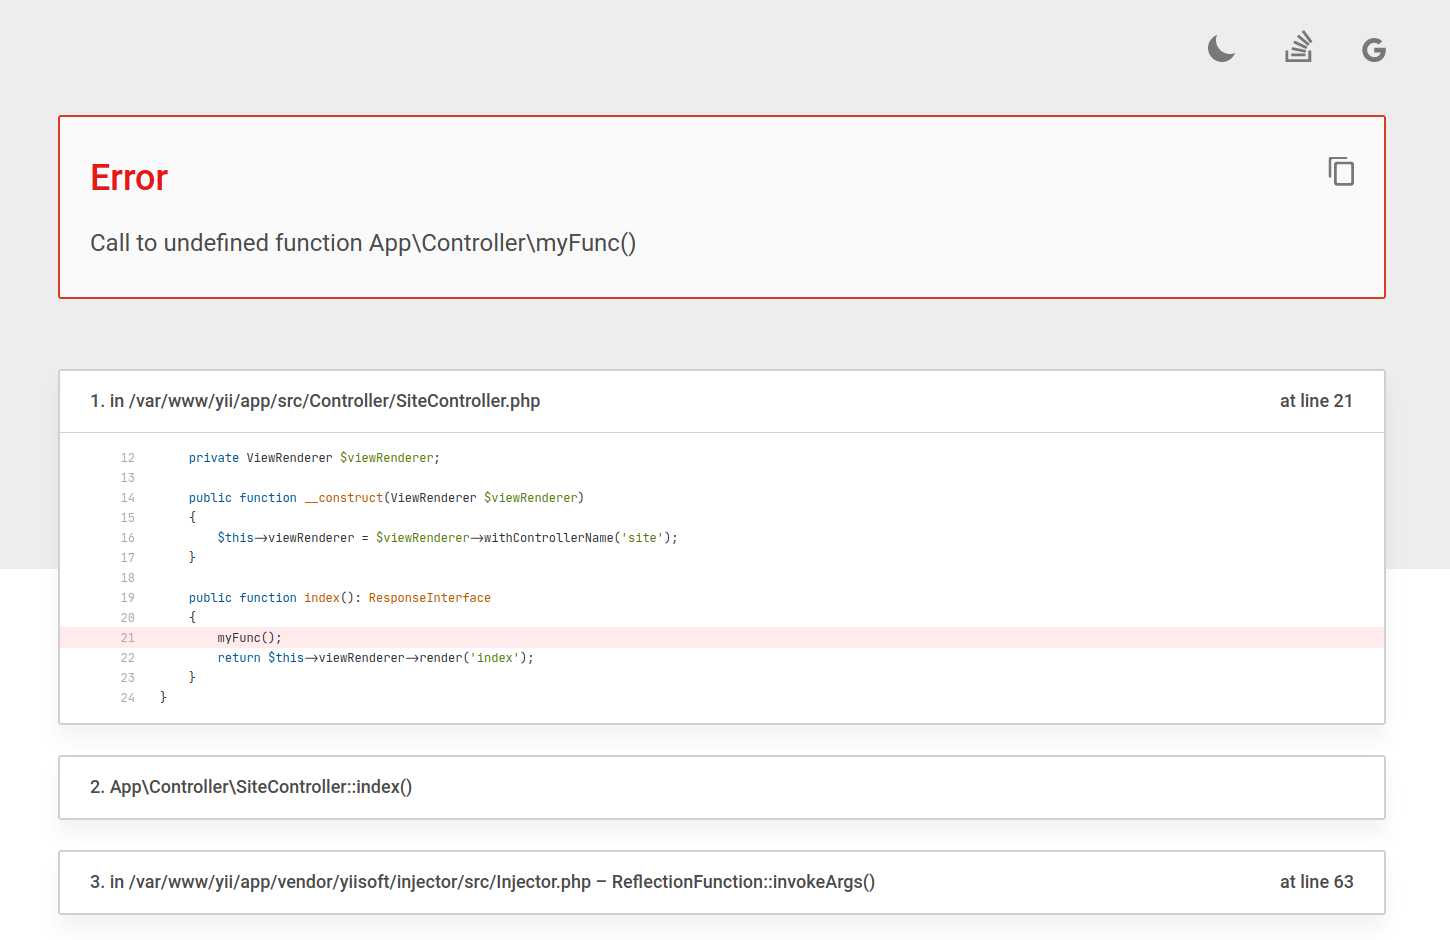 Error
Call to undefined function App\Controller\myFunc()
1. in /var/www/yii/app/src/Controller/SiteController.php at line 21
12 private ViewRenderer $viewRenderer;
13
14 public function __construct(ViewRenderer $viewRenderer)
15 {
16 $this->viewRenderer = $viewRenderer->withControllerName('site');
17 }
18
19 public function index(): ResponseInterface
20 {
21 myFunc();
22 return $this->viewRenderer->render('index');
23 }
24 }
2. App\Controller\SiteController::index()
3. in /var/www/yii/app/vendor/yiisoft/injector/src/Injector.php – ReflectionFunction::invokeArgs() at line 63